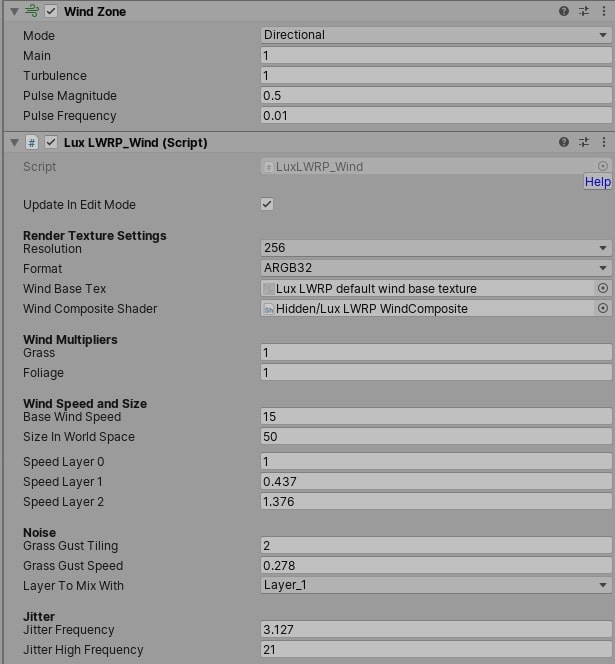 Wind Zone
Mode Directional
Main 1
Turbulence 1
Pulse Magnitude 0.5
Pulse Frequency 0.01
# Lux LWRP_Wind (Script)
Script # LuxLWRP_Wind
Help
Update In Edit Mode
Render Texture Settings
Resolution 256
Format ARGB32
Wind Base Tex Lux LWRP default wind base texture
Wind Composite Shader Hidden/Lux LWRP WindComposite
Wind Multipliers
Grass 1
Foliage 1
Wind Speed and Size
Base Wind Speed 15
Size In World Space 50
Speed Layer 0 1
Speed Layer 1 0.437
Speed Layer 2 1.376
Noise
Grass Gust Tiling 2
Grass Gust Speed 0.278
Layer To Mix With Layer_1
Jitter
Jitter Frequency 3.127
Jitter High Frequency 21